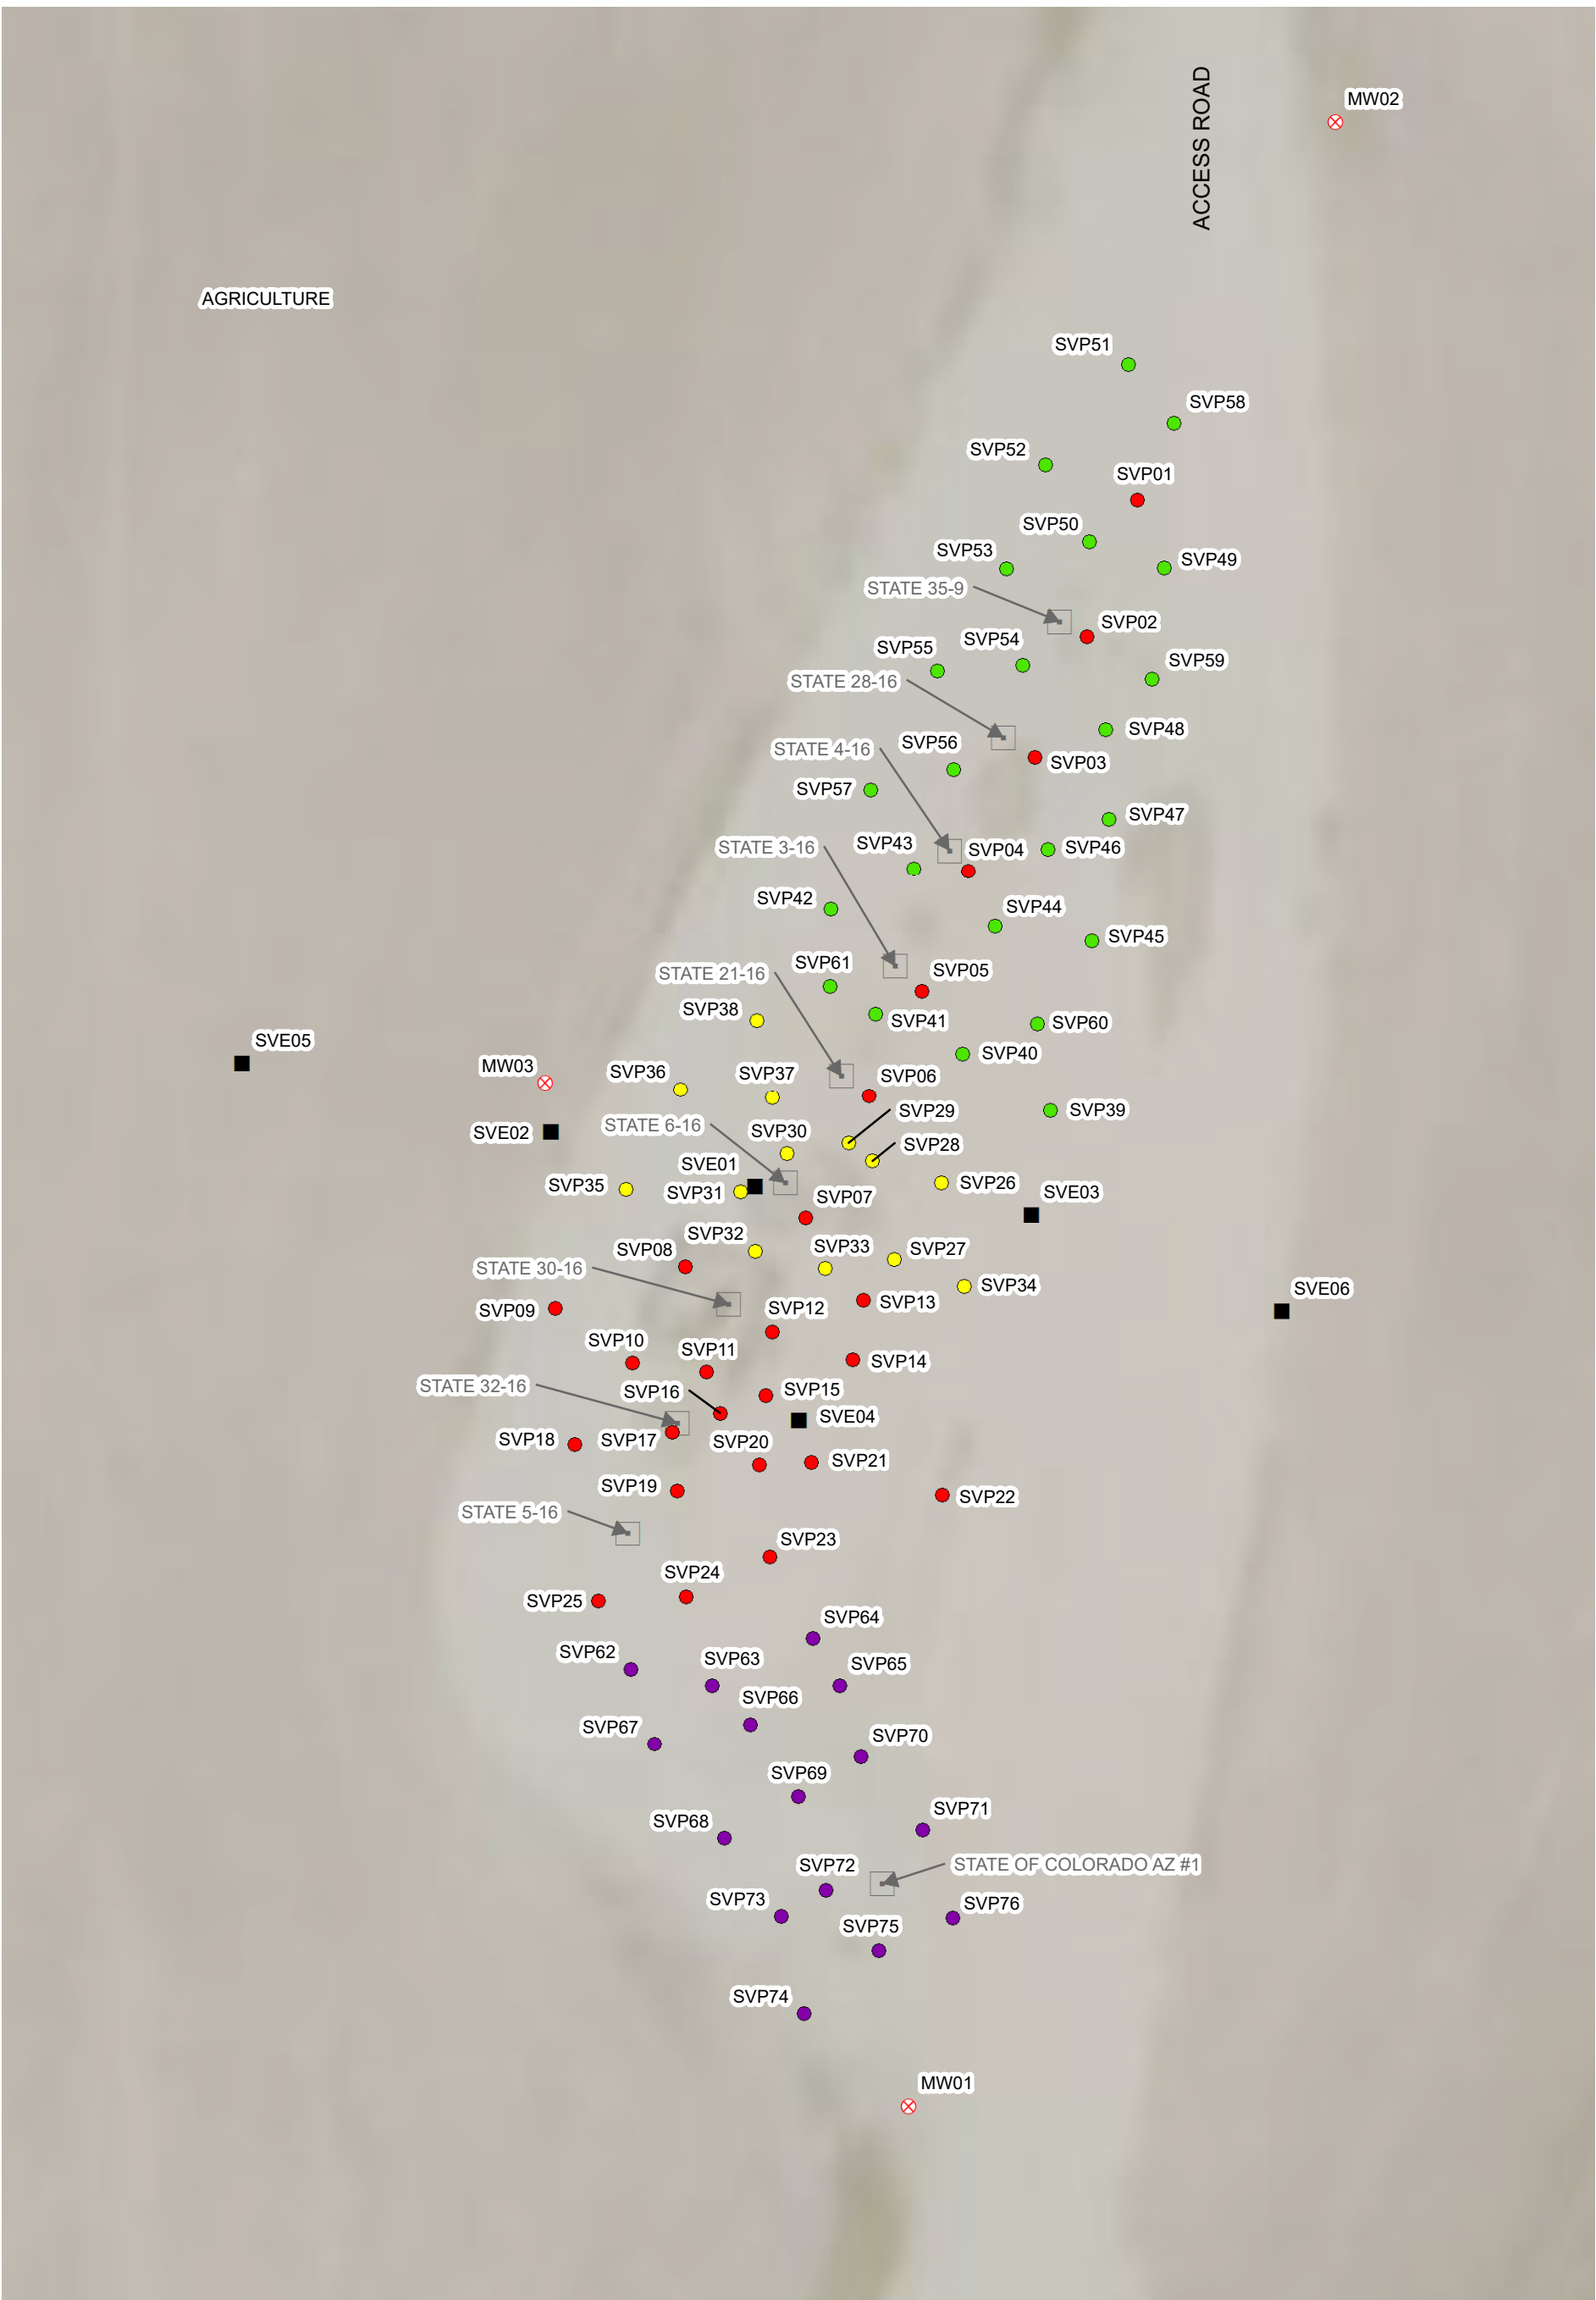 ACCESS ROAD
MW02
AGRICULTURE
SVP51
SVP58
SVP52
SVP01
SVP50
SVP53
SVP49
STATE 35-9
SVP02
SVP54
SVP55
SVP59
STATE 28-16
SVP48
SVP56
STATE 4-16
SVP03
SVP57
SVP47
SVP43
STATE 3-16
SVP04
SVP46
SVP42
SVP44
SVP45
SVP61
SVP05
STATE 21-16
SVP38
SVP41
SVP60
SVE05
SVP40
MW03
SVP36
SVP37
SVP06
SVP29
SVP39
STATE 6-16
SVE02
SVP30
SVP28
SVE01
SVP35
SVP31
SVP26
SVE03
SVP07
SVP32
SVP08
SVP33
SVP27
STATE 30-16
SVP34
SVE06
SVP09
SVP12
SVP13
SVP10
SVP11
SVP14
STATE 32-16
SVP16
SVP15
SVE04
SVP18
SVP17
SVP20
SVP21
SVP19
SVP22
STATE 5-16
SVP23
SVP24
SVP25
SVP64
SVP62
SVP63
SVP65
SVP66
SVP67
SVP70
SVP69
SVP71
SVP68
SVP72
STATE OF COLORADO AZ #1
SVP73
SVP76
SVP75
SVP74
MW01